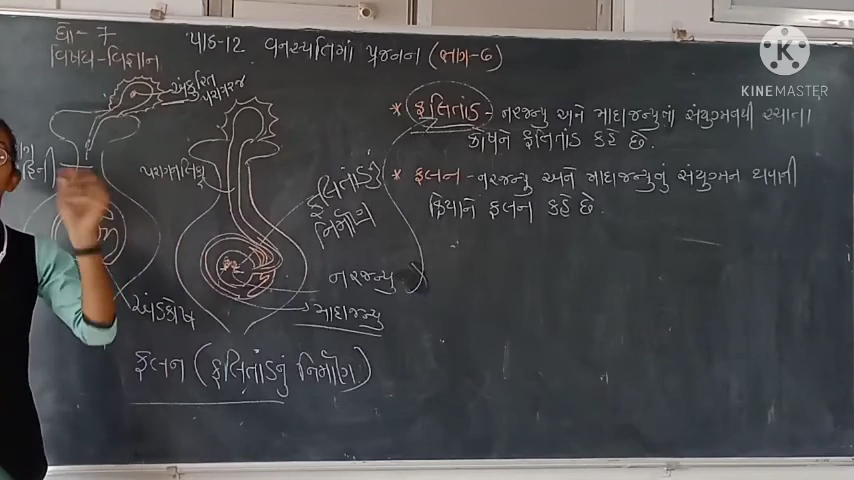 ધો- 7
વિષય-વિજ્ઞાન
પાઠ-12 વનસ્પતિમાં પ્રજનન (ભાગ-૬)
KINEMASTER
અંકુરિત
પરાગરજ
પરાગનલિકા
ફલિતાંડનું
નિર્માણ
નરજન્યુ
માદાજન્યુ
અંડકોષ
ફલન (ફલિતાંડનું નિર્માણ)
* ફલિતાંડ - નરજન્યુ અને માદાજન્યુના સંયુગ્મનથી સ્થાતા
કોષને ફલિતાંડ કહે છે.
* ફલન - નરજન્યુ અને માદાજન્યુનું સંયુગ્મન થવાની
ક્રિયાને ફલન કહે છે.